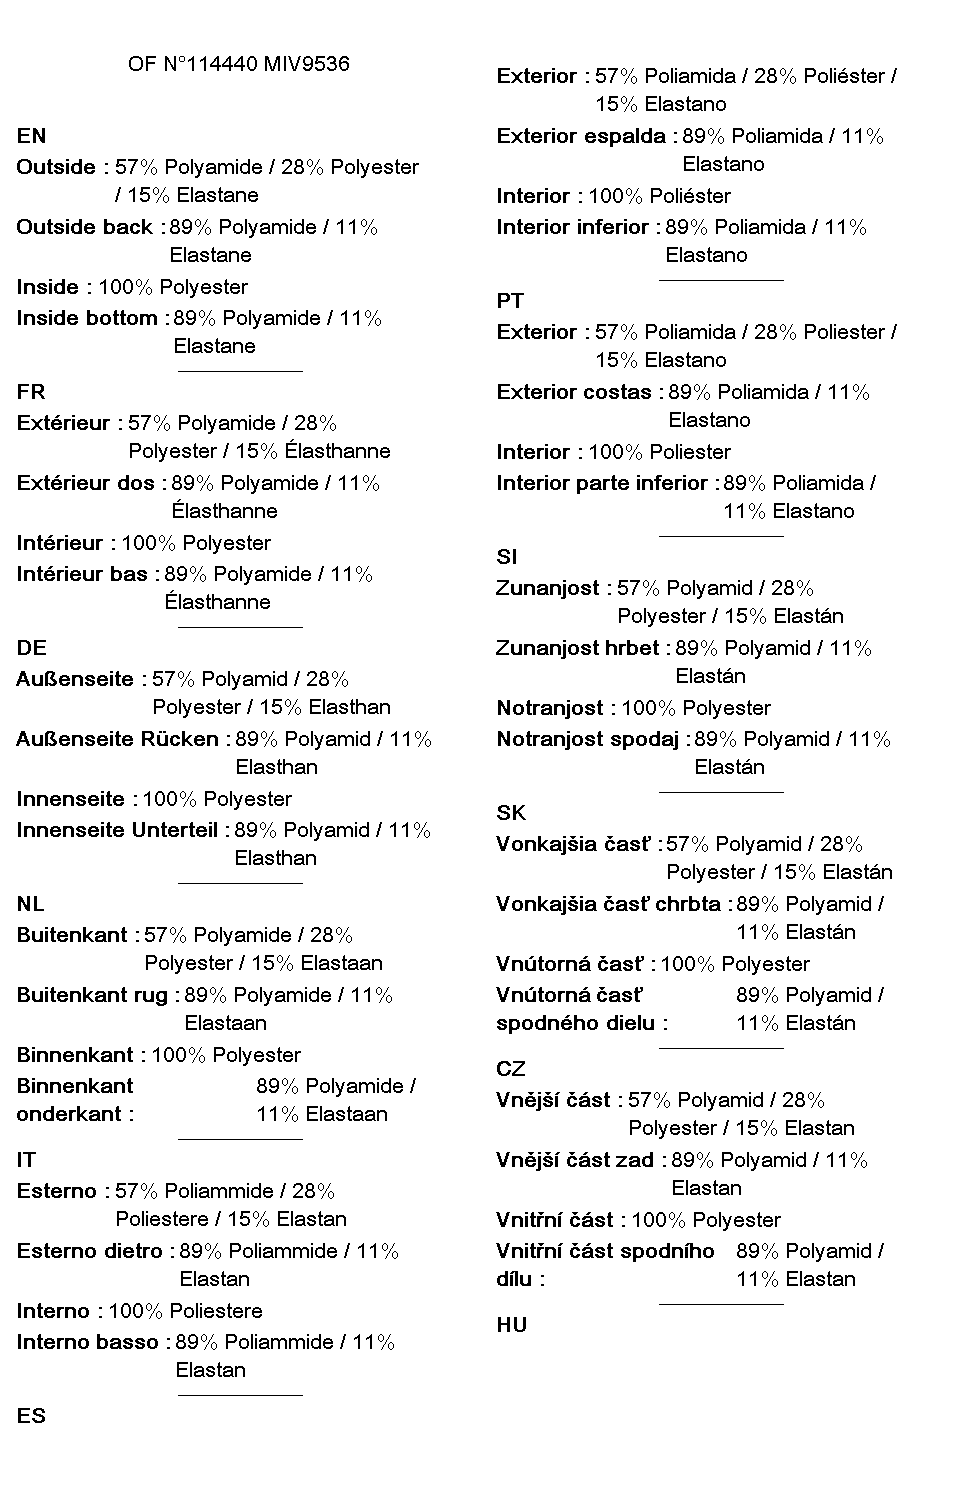 OF N°114440 MIV9536
EN
Outside : 57% Polyamide / 28% Polyester
/ 15% Elastane
Outside back : 89% Polyamide / 11%
Elastane
Inside : 100% Polyester
Inside bottom : 89% Polyamide / 11%
Elastane
FR
Extérieur : 57% Polyamide / 28%
Polyester / 15% Élasthanne
Extérieur dos : 89% Polyamide / 11%
Élasthanne
Intérieur : 100% Polyester
Intérieur bas : 89% Polyamide / 11%
Élasthanne
DE
Außenseite : 57% Polyamid / 28%
Polyester / 15% Elasthan
Außenseite Rücken : 89% Polyamid / 11%
Elasthan
Innenseite : 100% Polyester
Innenseite Unterteil : 89% Polyamid / 11%
Elasthan
NL
Buitenkant : 57% Polyamide / 28%
Polyester / 15% Elastaan
Buitenkant rug : 89% Polyamide / 11%
Elastaan
Binnenkant : 100% Polyester
Binnenkant 89% Polyamide /
onderkant : 11% Elastaan
IT
Esterno : 57% Poliammide / 28%
Poliestere / 15% Elastan
Esterno dietro : 89% Poliammide / 11%
Elastan
Interno : 100% Poliestere
Interno basso : 89% Poliammide / 11%
Elastan
ES
Exterior : 57% Poliamida / 28% Poliéster /
15% Elastano
Exterior espalda : 89% Poliamida / 11%
Elastano
Interior : 100% Poliéster
Interior inferior : 89% Poliamida / 11%
Elastano
PT
Exterior : 57% Poliamida / 28% Poliester /
15% Elastano
Exterior costas : 89% Poliamida / 11%
Elastano
Interior : 100% Poliester
Interior parte inferior : 89% Poliamida /
11% Elastano
SI
Zunanjost : 57% Polyamid / 28%
Polyester / 15% Elastán
Zunanjost hrbet : 89% Polyamid / 11%
Elastán
Notranjost : 100% Polyester
Notranjost spodaj : 89% Polyamid / 11%
Elastán
SK
Vonkajšia časť : 57% Polyamid / 28%
Polyester / 15% Elastán
Vonkajšia časť chrbta : 89% Polyamid /
11% Elastán
Vnútorná časť : 100% Polyester
Vnútorná časť 89% Polyamid /
spodného dielu : 11% Elastán
CZ
Vnější část : 57% Polyamid / 28%
Polyester / 15% Elastan
Vnější část zad : 89% Polyamid / 11%
Elastan
Vnitřní část : 100% Polyester
Vnitřní část spodního 89% Polyamid /
dílu : 11% Elastan
HU